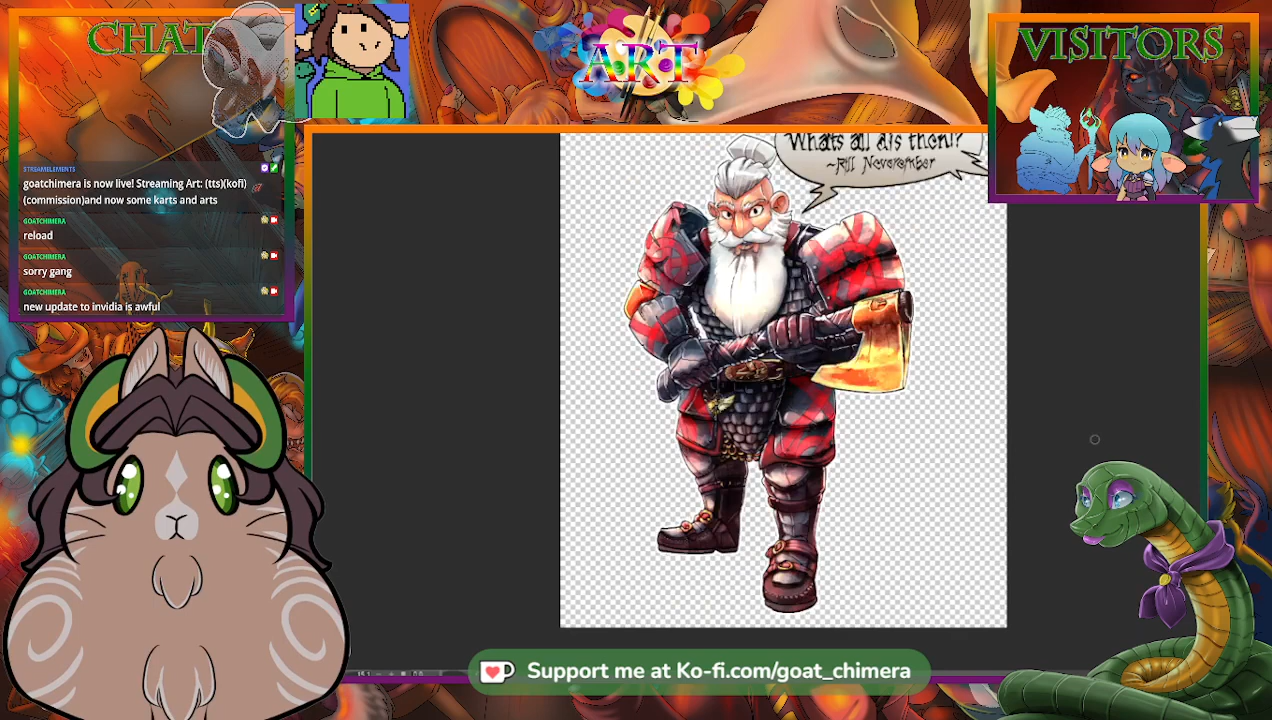 CHAT
STREAMELEMENTS
goatchimera is now live! Streaming Art: (tts)(kofi)
(commission)and now some karts and arts
GOATCHIMERA
reload
GOATCHIMERA
sorry gang
GOATCHIMERA
new update to invidia is awful
ART
Whats all dis then!?
~Rill Neverember
VISITORS
Support me at Ko-fi.com/goat_chimera